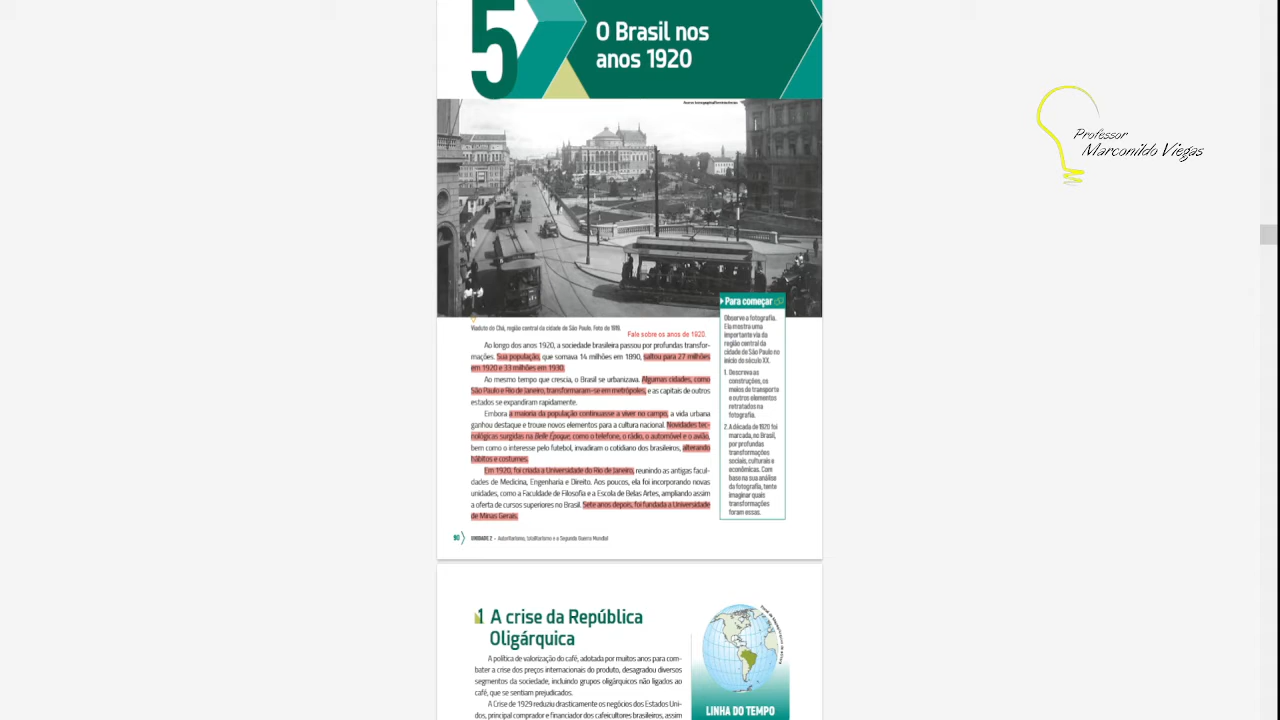 5
O Brasil nos
anos 1920
Professor
Viaduto do Chá, região central da cidade de São Paulo. Foto de 1919.
Fale sobre os anos de 1920.
Ao longo dos anos 1920, a sociedade brasileira passou por profundas transfor-
mações. Sua população, que somava 14 milhões em 1890, saltou para 27 milhões
em 1920 e 33 milhões em 1930.
Ao mesmo tempo que crescia, o Brasil se urbanizava. Algumas cidades, como
São Paulo e Rio de Janeiro, transformaram-se em metrópoles, e as capitais de outros
estados se expandiram rapidamente.
Embora a maioria da população continuasse a viver no campo, a vida urbana
ganhou destaque e trouxe novos elementos para a cultura nacional. Novidades tec-
nológicas surgidas na Belle Époque, como o telefone, o rádio, o automóvel e o avião,
bem como o interesse pelo futebol, invadiram o cotidiano dos brasileiros, alterando
hábitos e costumes.
Em 1920, foi criada a Universidade do Rio de Janeiro, reunindo as antigas facul-
dades de Medicina, Engenharia e Direito. Aos poucos, ela foi incorporando novas
unidades, como a Faculdade de Filosofia e a Escola de Belas Artes, ampliando assim
a oferta de cursos superiores no Brasil. Sete anos depois, foi fundada a Universidade
de Minas Gerais.
Para começar
Observe a fotografia.
Ela mostra uma
importante via da
região central da
cidade de São Paulo no
início do século XX.
1. Descreva as
construções, os
meios de transporte
e outros elementos
retratados na
fotografia.
2. A década de 1920 foi
marcada, no Brasil,
por profundas
transformações
sociais, culturais e
econômicas. Com
base na sua análise
da fotografia, tente
imaginar quais
transformações
foram essas.
90 UNIDADE 2 – Autoritarismo, totalitarismo e a Segunda Guerra Mundial
1 A crise da República
Oligárquica
A política de valorização do café, adotada por muitos anos para com-
bater a crise dos preços internacionais do produto, desagradou diversos
segmentos da sociedade, incluindo grupos oligárquicos não ligados ao
café, que se sentiam prejudicados.
A Crise de 1929 reduziu drasticamente os negócios dos Estados Uni-
dos, principal comprador e financiador dos cafeicultores brasileiros, assim
LINHA DO TEMPO